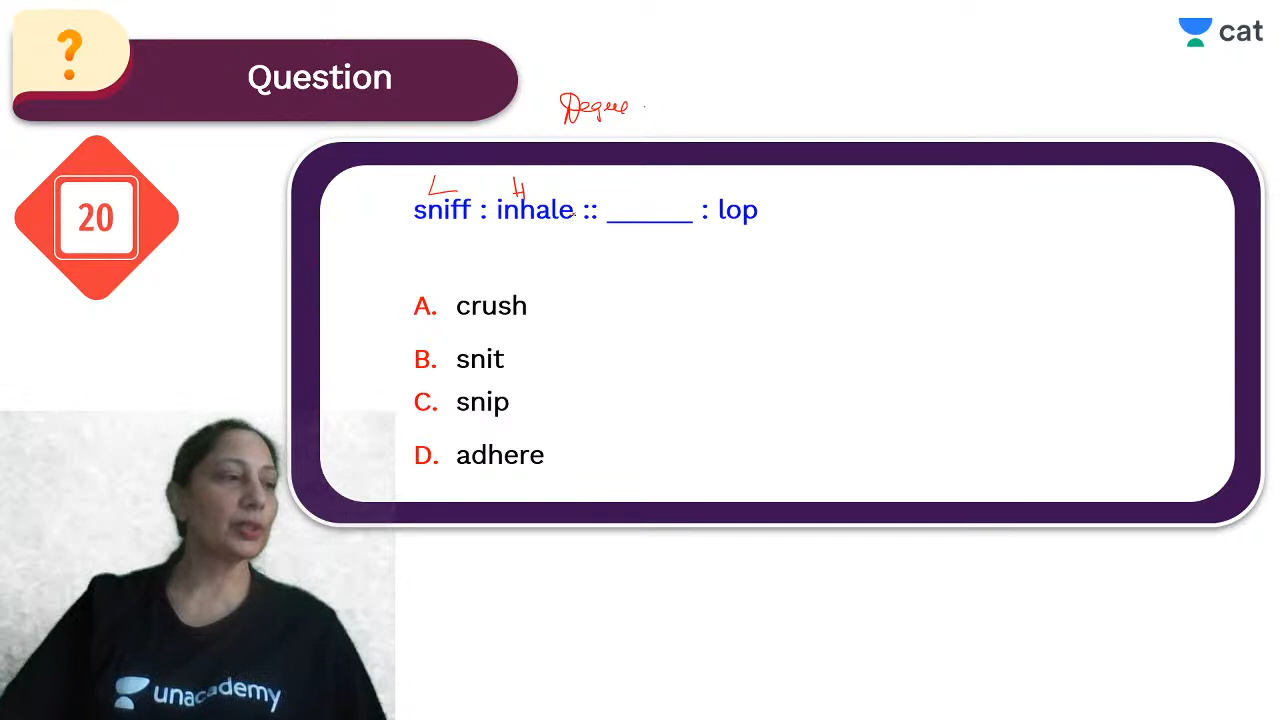 ?
cat
Question
Degree
20
L H
sniff : inhale :: ______ : lop
A. crush
B. snit
C. snip
D. adhere
unacademy